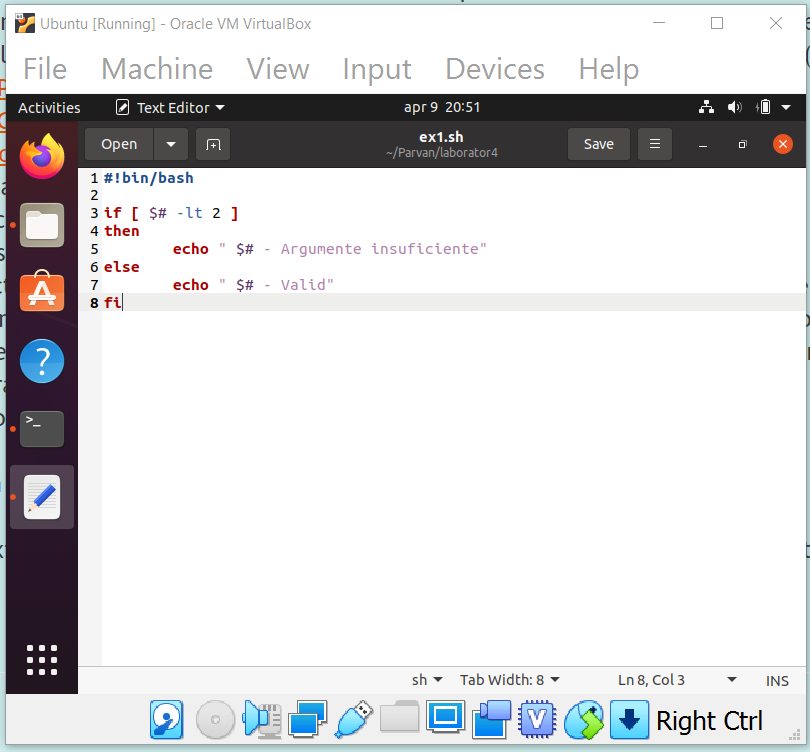 Ubuntu [Running] - Oracle VM VirtualBox
File Machine View Input Devices Help
Activities Text Editor apr 9 20:51
Open ex1.sh Save
~/Parvan/laborator4
1 #!bin/bash
2
3 if [ $# -lt 2 ]
4 then
5 echo " $# - Argumente insuficiente"
6 else
7 echo " $# - Valid"
8 fi
sh Tab Width: 8 Ln 8, Col 3 INS
Right Ctrl